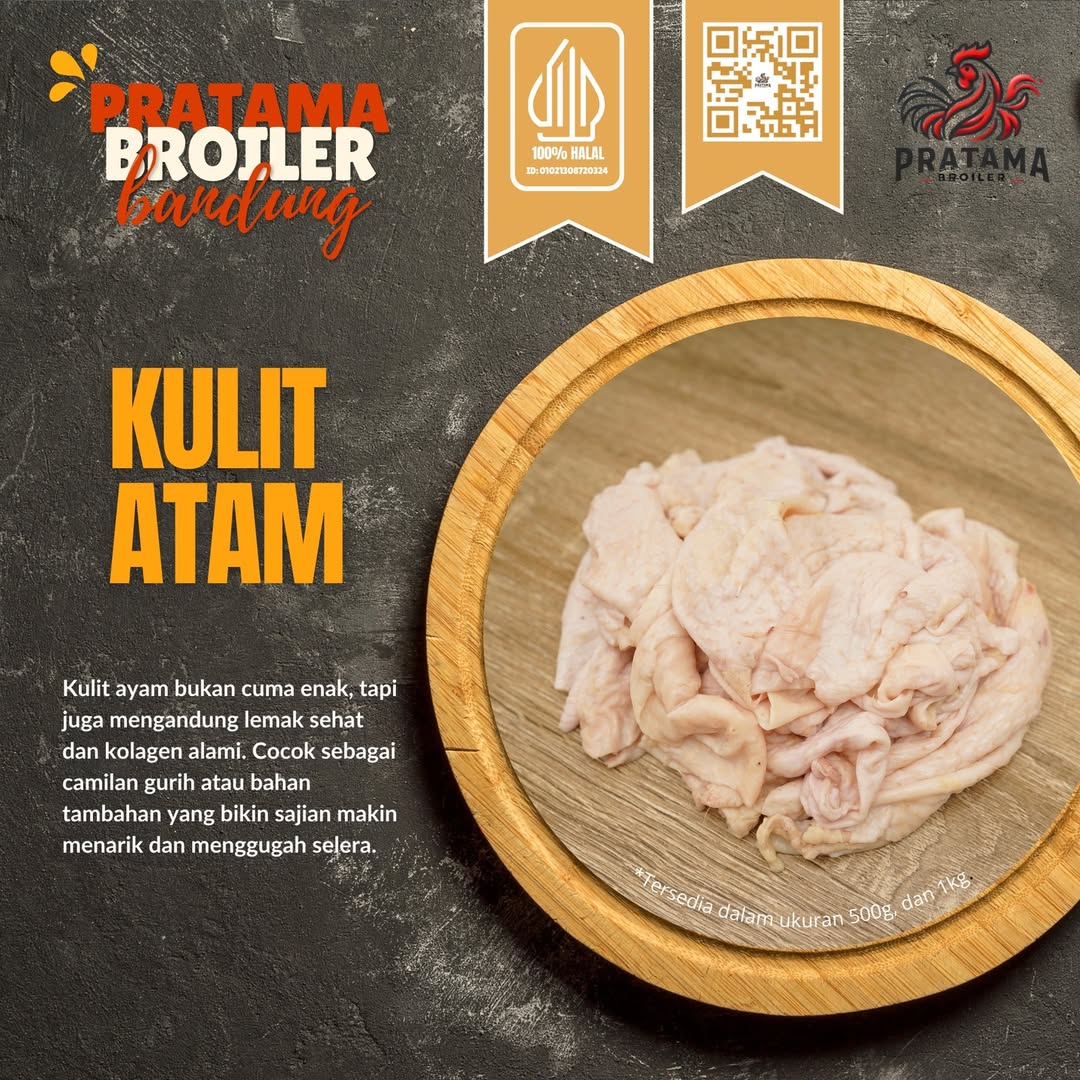 PRATAMA
BROILER
bandung
100% HALAL
ID: 01021308720324
PRATAMA
BROILER
KULIT
ATAM
Kulit ayam bukan cuma enak, tapi
juga mengandung lemak sehat
dan kolagen alami. Cocok sebagai
camilan gurih atau bahan
tambahan yang bikin sajian makin
menarik dan menggugah selera.
*Tersedia dalam ukuran 500g, dan 1kg.